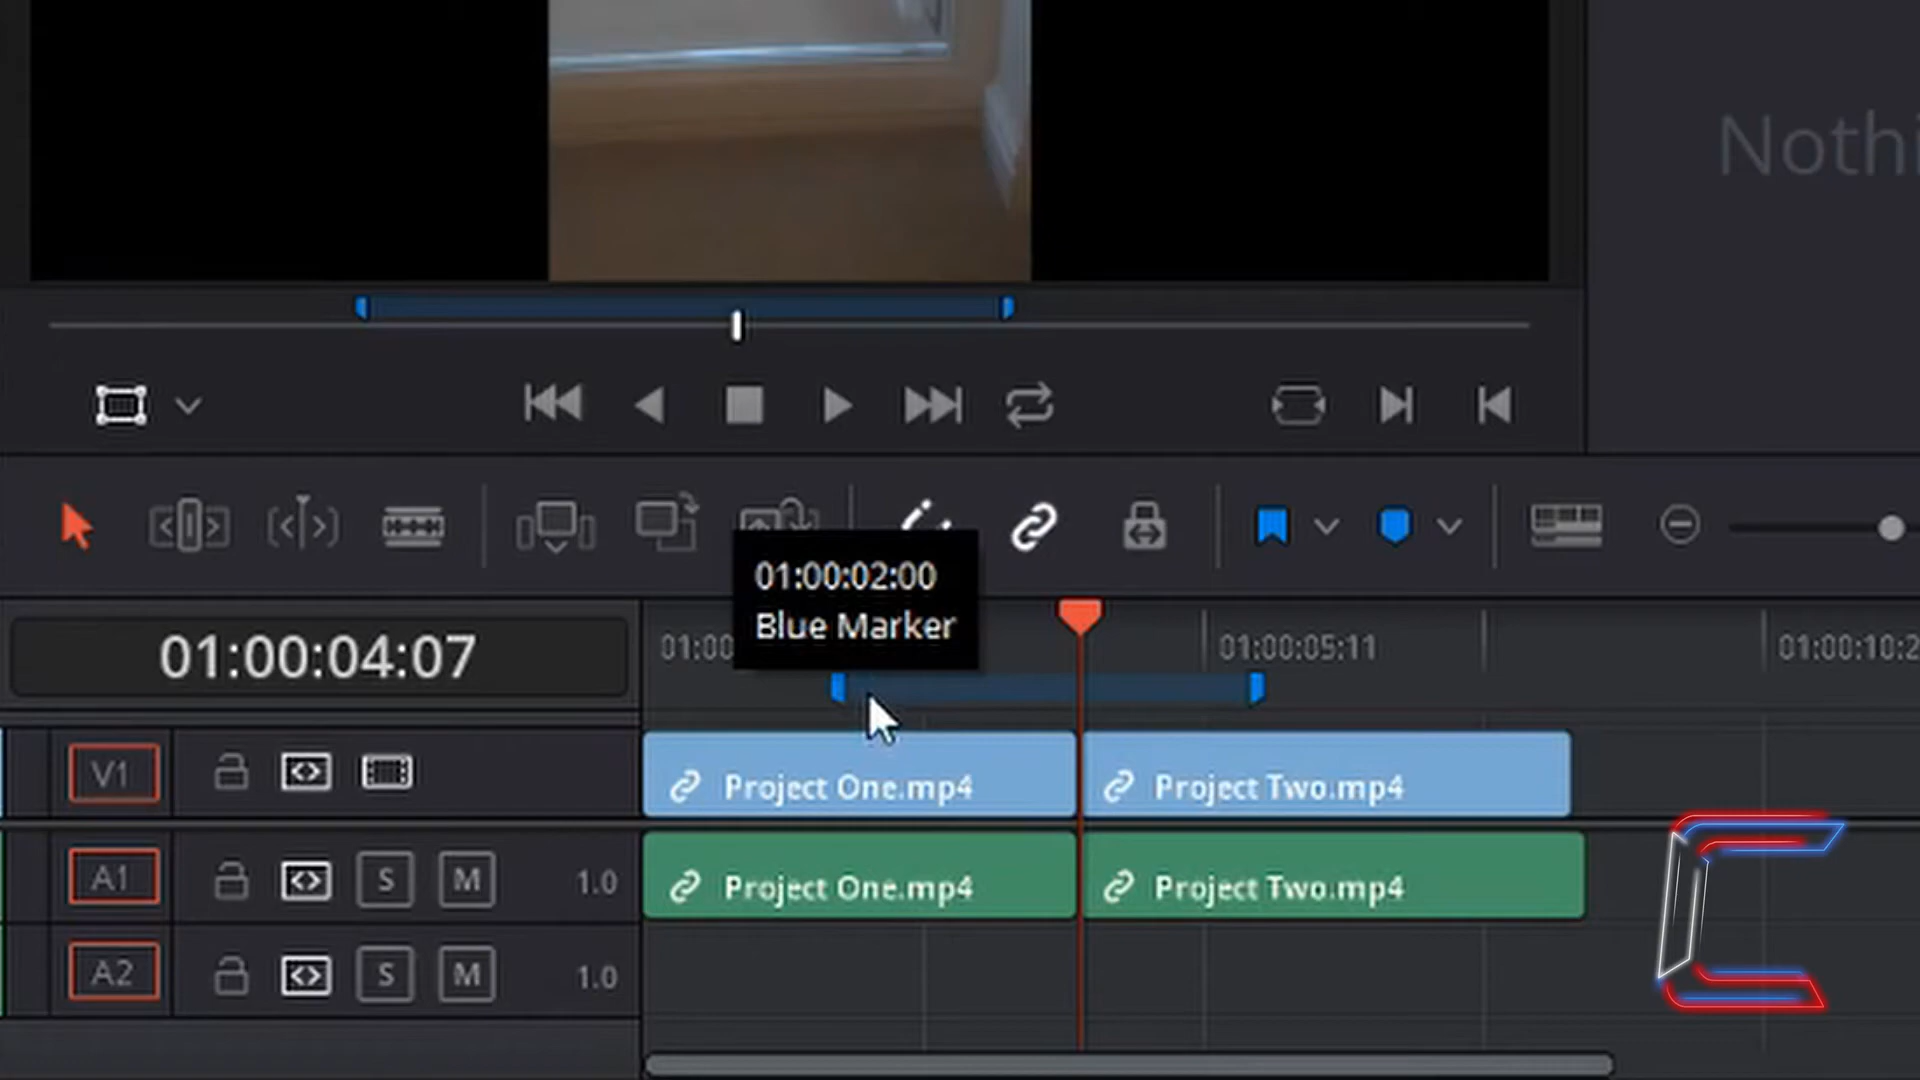 Nothi
01:00:02:00
Blue Marker
01:00:04:07
01:00
01:00:05:11
01:00:10:2
V1
Project One.mp4
Project Two.mp4
A1
S
M
1.0
Project One.mp4
Project Two.mp4
A2
S
M
1.0